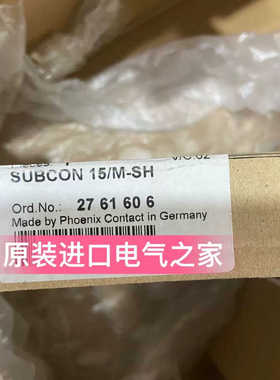 V/C:02
SUBCON 15/M-SH
Ord.No.: 27 61 60 6
Made by Phoenix Contact in Germany
原装进口电气之家